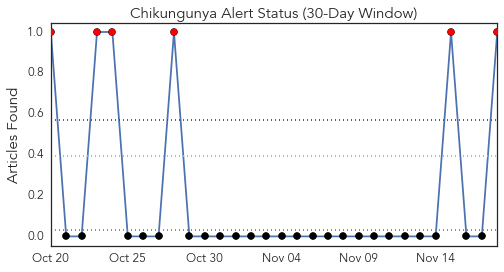 Chikungunya Alert Status (30-Day Window)
Articles Found
1.0
0.8
0.6
0.4
0.2
0.0
Oct 20 Oct 25 Oct 30 Nov 04 Nov 09 Nov 14